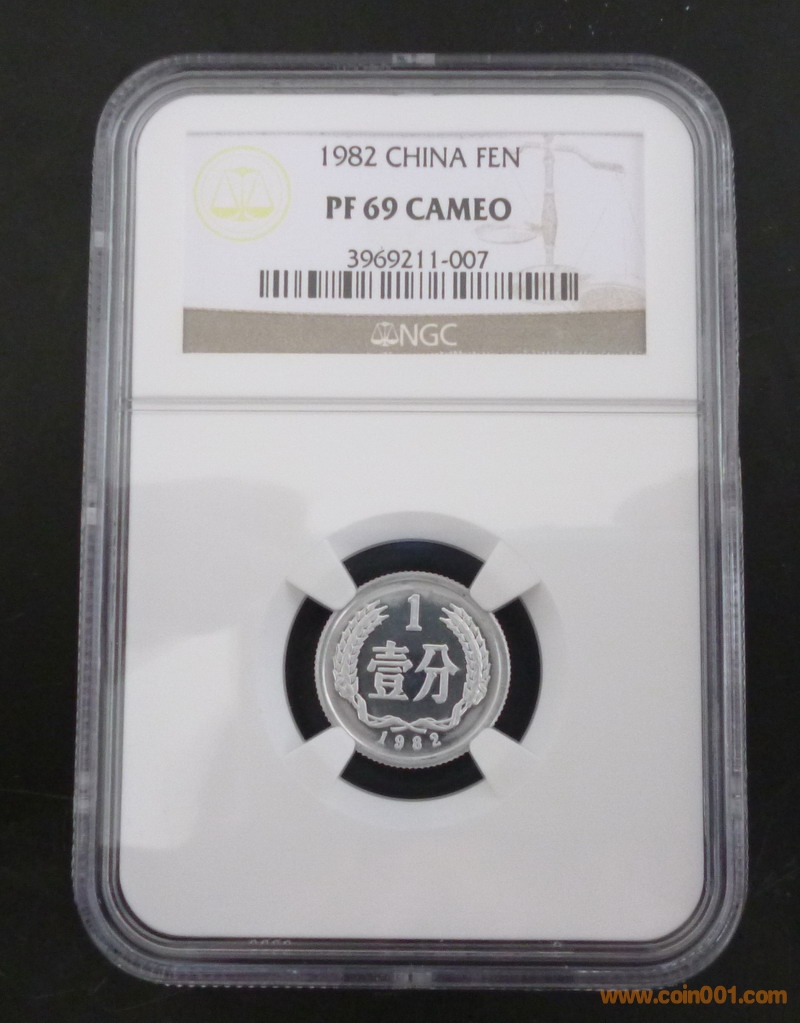 1982 CHINA FEN
PF 69 CAMEO
3969211-007
NGC
1
壹分
1982
www.coin001.com